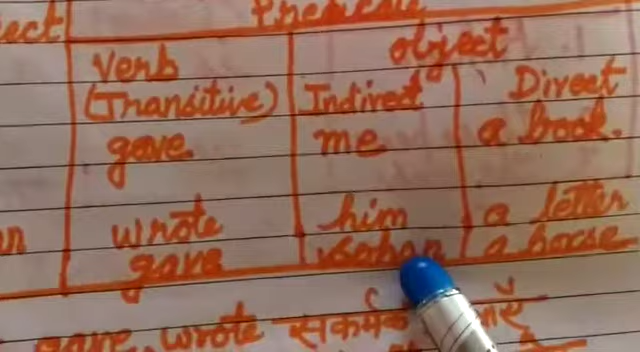 ject Predicate
Verb object
(Transitive) Indirect Direct
gave me a book.
wrote him a letter
gave a horse
gave, wrote सकर्मक